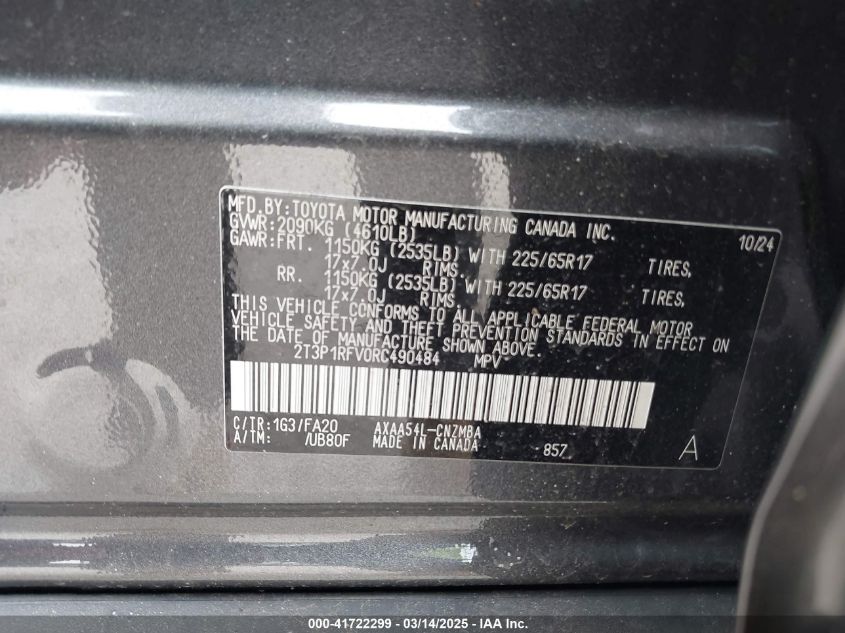 MFD. BY: TOYOTA MOTOR MANUFACTURING CANADA INC. 10/24
GVWR: 2090KG (4610LB)
GAWR: FRT. 1150KG (2535LB) WITH 225/65R17 TIRES,
17x7.0J RIMS.
RR. 1150KG (2535LB) WITH 225/65R17 TIRES,
17x7.0J RIMS.
THIS VEHICLE CONFORMS TO ALL APPLICABLE FEDERAL MOTOR
VEHICLE SAFETY AND THEFT PREVENTION STANDARDS IN EFFECT ON
THE DATE OF MANUFACTURE SHOWN ABOVE.
2T3P1RFV0RC490484 MPV
C/TR: 1G3/FA20 AXAA54L-CNZMBA
A/TM: /UB80F MADE IN CANADA 857 A
000-41722299 - 03/14/2025 - IAA Inc.